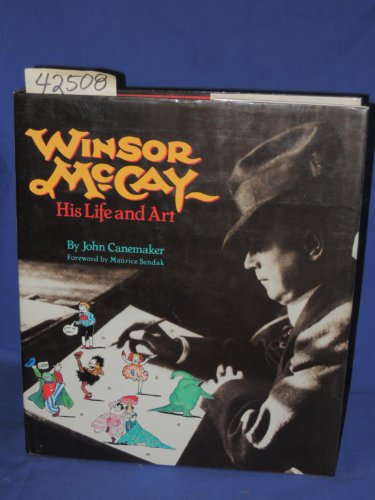 42508
WINSOR
McCAY
His Life and Art
By John Canemaker
Foreword by Maurice Sendak